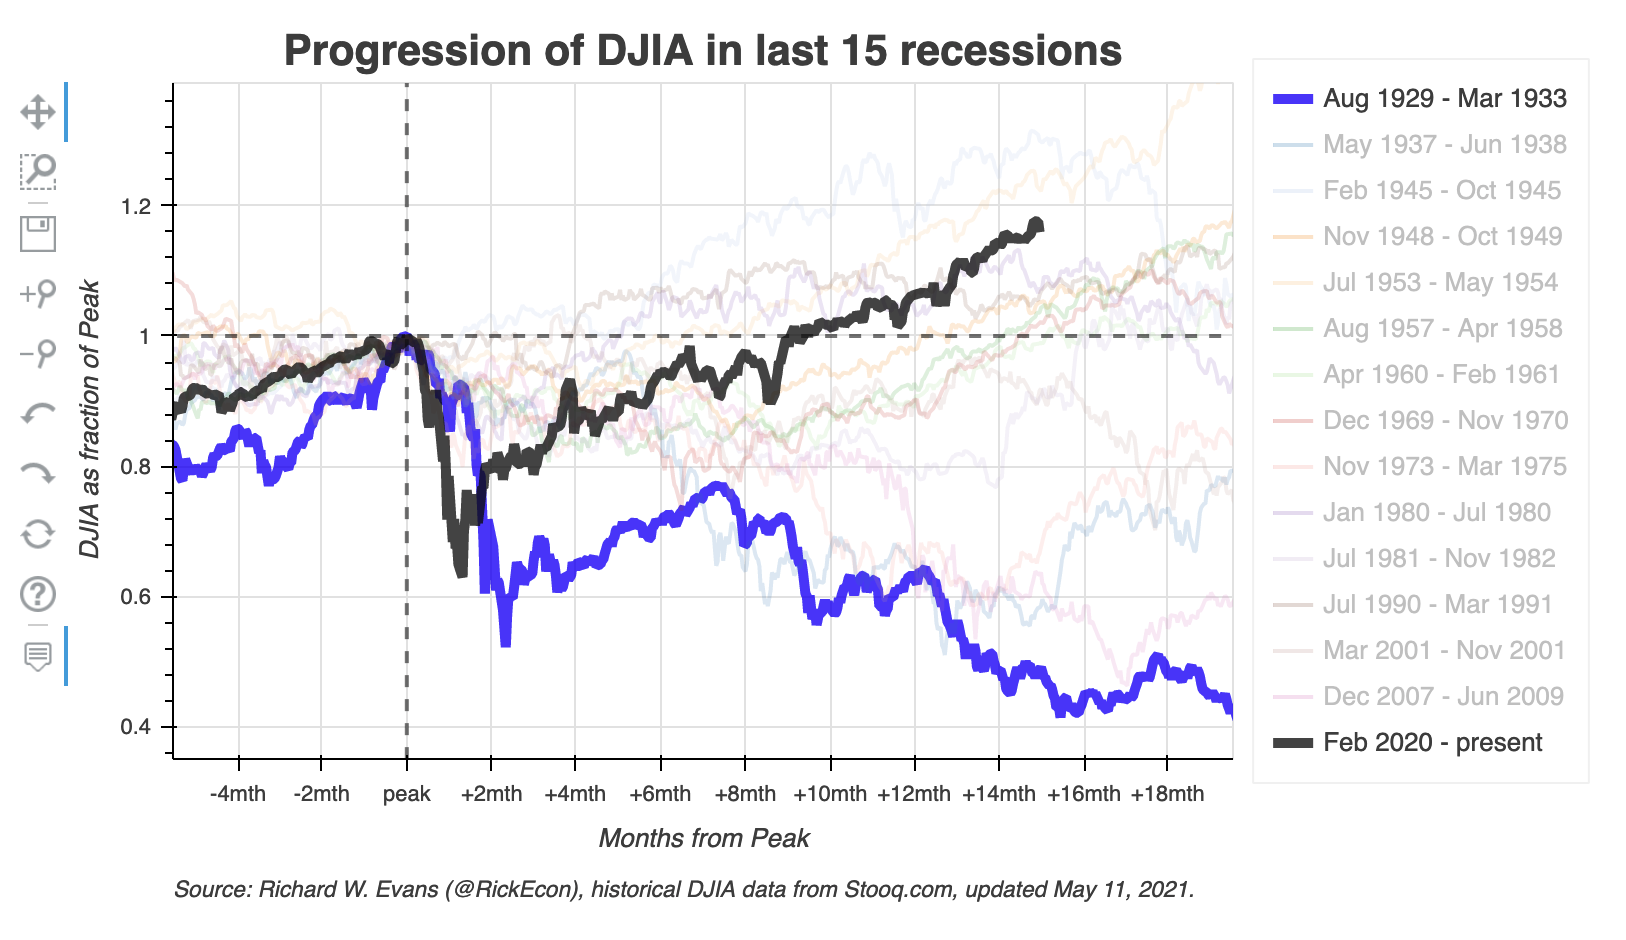 Progression of DJIA in last 15 recessions
DJIA as fraction of Peak
1.2
1
0.8
0.6
0.4
-4mth -2mth peak +2mth +4mth +6mth +8mth +10mth +12mth +14mth +16mth +18mth
Months from Peak
Source: Richard W. Evans (@RickEcon), historical DJIA data from Stooq.com, updated May 11, 2021.
Aug 1929 - Mar 1933
May 1937 - Jun 1938
Feb 1945 - Oct 1945
Nov 1948 - Oct 1949
Jul 1953 - May 1954
Aug 1957 - Apr 1958
Apr 1960 - Feb 1961
Dec 1969 - Nov 1970
Nov 1973 - Mar 1975
Jan 1980 - Jul 1980
Jul 1981 - Nov 1982
Jul 1990 - Mar 1991
Mar 2001 - Nov 2001
Dec 2007 - Jun 2009
Feb 2020 - present